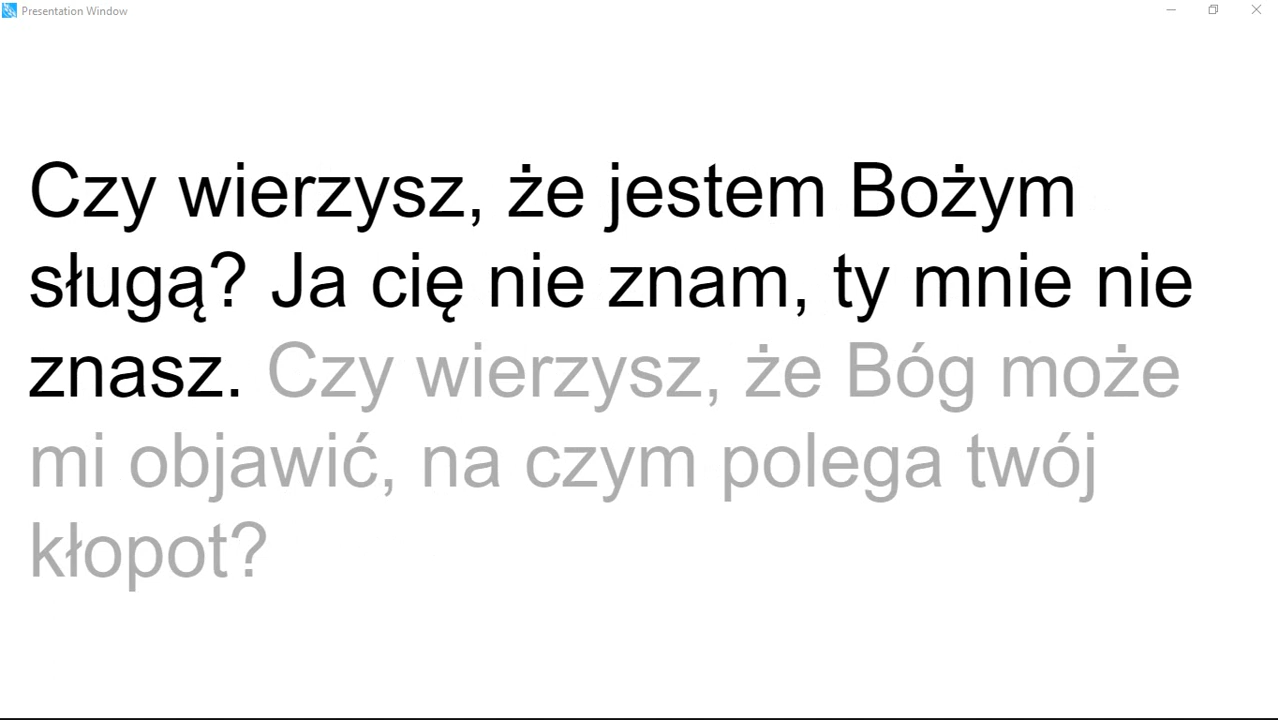 Presentation Window
Czy wierzysz, że jestem Bożym
sługą? Ja cię nie znam, ty mnie nie
znasz. Czy wierzysz, że Bóg może
mi objawić, na czym polega twój
kłopot?